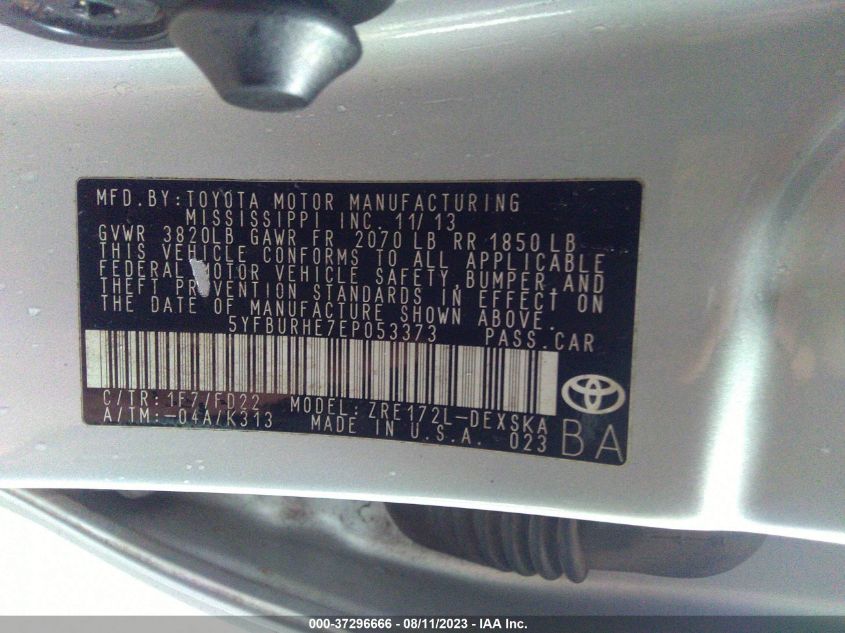 MFD.BY:TOYOTA MOTOR MANUFACTURING
MISSISSIPPI INC. 11/13
GVWR 3820LB GAWR FR 2070 LB RR 1850 LB
THIS VEHICLE CONFORMS TO ALL APPLICABLE
FEDERAL MOTOR VEHICLE SAFETY, BUMPER, AND
THEFT PREVENTION STANDARDS IN EFFECT ON
THE DATE OF MANUFACTURE SHOWN ABOVE.
5YFBURHE7EP053373 PASS.CAR
C/TR:1F7/FD22 MODEL: ZRE172L-DEXSKA
A/TM:-04A/K313 MADE IN U.S.A. 023
BA
000-37296666 - 08/11/2023 - IAA Inc.